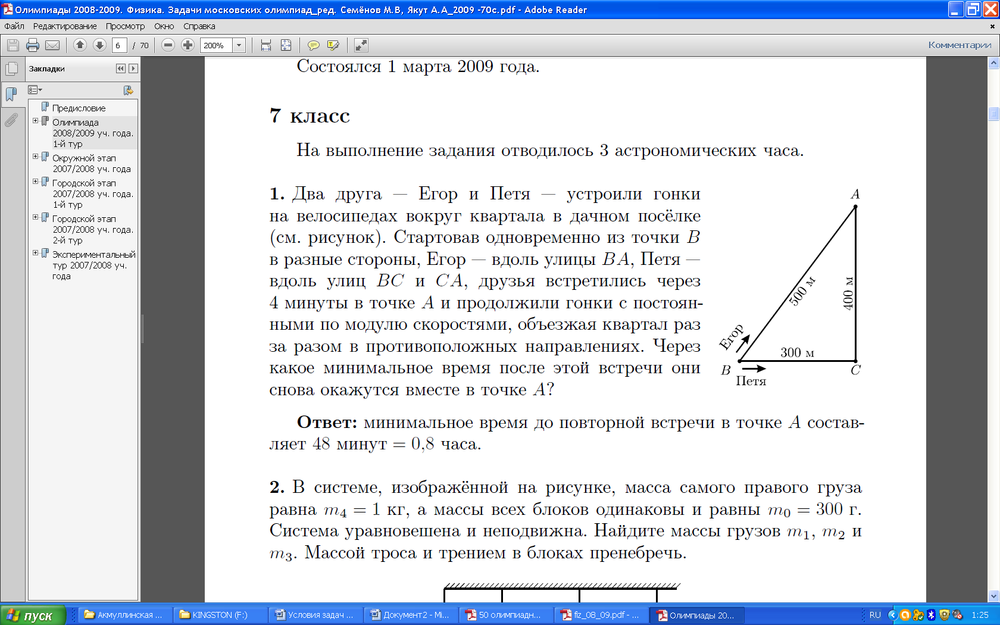 Олимпиады 2008-2009. Физика. Задачи московских олимпиад_ред. Семёнов М.В, Якут А.А_2009 -70с.pdf - Adobe Reader
Файл Редактирование Просмотр Окно Справка
6 / 70 200% Комментарии
Закладки
Предисловие
Олимпиада
2008/2009 уч. года.
1-й тур
Окружной этап
2007/2008 уч. года
Городской этап
2007/2008 уч. года.
1-й тур
Городской этап
2007/2008 уч. года.
2-й тур
Экспериментальный
тур 2007/2008 уч.
года
Состоялся 1 марта 2009 года.
7 класс
На выполнение задания отводилось 3 астрономических часа.
1. Два друга — Егор и Петя — устроили гонки
на велосипедах вокруг квартала в дачном посёлке
(см. рисунок). Стартовав одновременно из точки B
в разные стороны, Егор — вдоль улицы BA, Петя —
вдоль улиц BC и CA, друзья встретились через
4 минуты в точке A и продолжили гонки с постоян-
ными по модулю скоростями, объезжая квартал раз
за разом в противоположных направлениях. Через
какое минимальное время после этой встречи они
снова окажутся вместе в точке A?
A
500 м
400 м
Егор
300 м
B
C
Петя
Ответ: минимальное время до повторной встречи в точке A состав-
ляет 48 минут = 0,8 часа.
2. В системе, изображённой на рисунке, масса самого правого груза
равна m4 = 1 кг, а массы всех блоков одинаковы и равны m0 = 300 г.
Система уравновешена и неподвижна. Найдите массы грузов m1, m2 и
m3. Массой троса и трением в блоках пренебречь.
пуск Акмуллинская ... KINGSTON (F:) Условия задач ... Документ2 - Mi... 50 олимпиадн... fiz_08_09.pdf - ... Олимпиады 20... RU 1:25